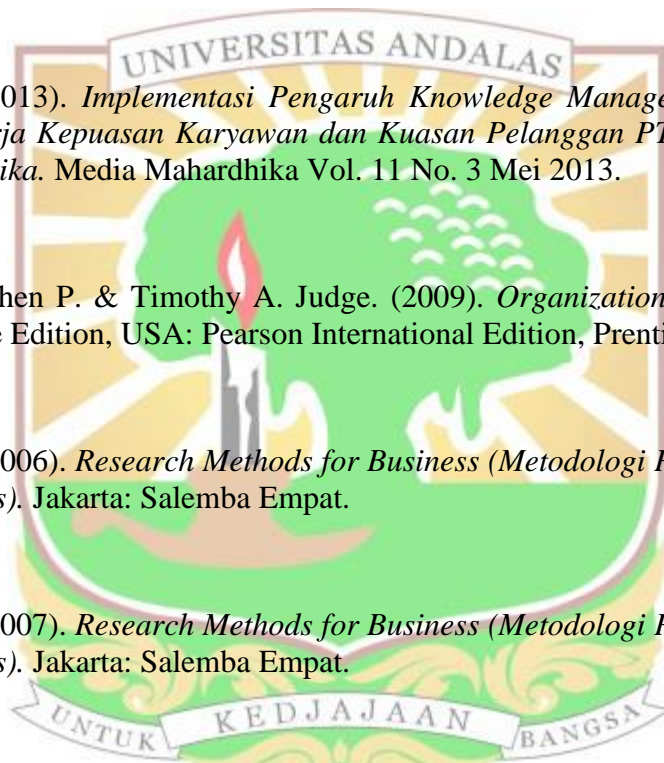 UNIVERSITAS ANDALAS
013). Implementasi Pengaruh Knowledge Manage
rja Kepuasan Karyawan dan Kuasan Pelanggan PT
ika. Media Mahardhika Vol. 11 No. 3 Mei 2013.
hen P. & Timothy A. Judge. (2009). Organization
e Edition, USA: Pearson International Edition, Prenti
006). Research Methods for Business (Metodologi P
s). Jakarta: Salemba Empat.
007). Research Methods for Business (Metodologi P
s). Jakarta: Salemba Empat.
UNTUK KEDJAJAAN BANGSA